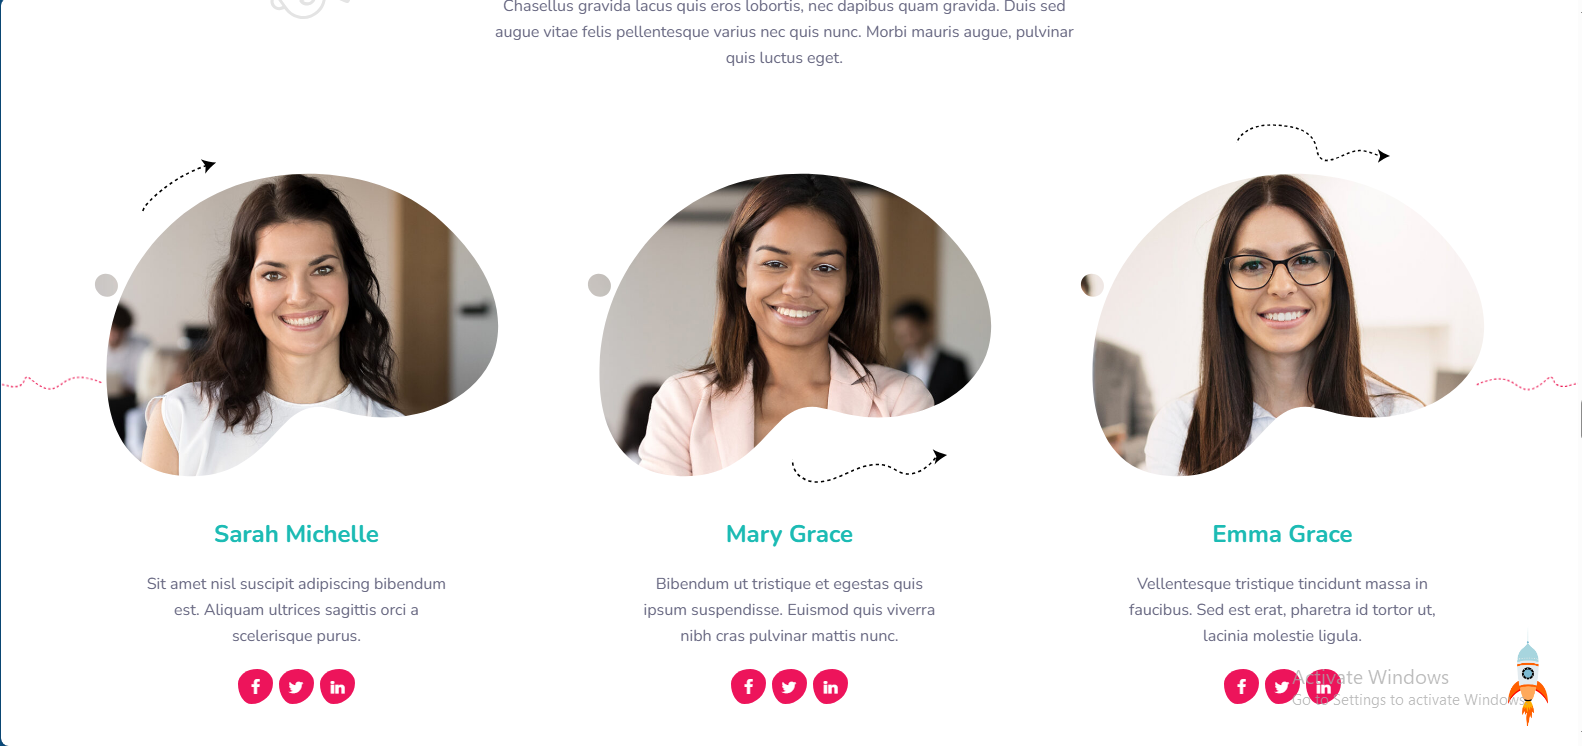 Chasellus gravida lacus quis eros lobortis, nec dapibus quam gravida. Duis sed
augue vitae felis pellentesque varius nec quis nunc. Morbi mauris augue, pulvinar
quis luctus eget.
Sarah Michelle
Sit amet nisl suscipit adipiscing bibendum
est. Aliquam ultrices sagittis orci a
scelerisque purus.
Mary Grace
Bibendum ut tristique et egestas quis
ipsum suspendisse. Euismod quis viverra
nibh cras pulvinar mattis nunc.
Emma Grace
Vellentesque tristique tincidunt massa in
faucibus. Sed est erat, pharetra id tortor ut,
lacinia molestie ligula.
Activate Windows
Go to Settings to activate Windows.